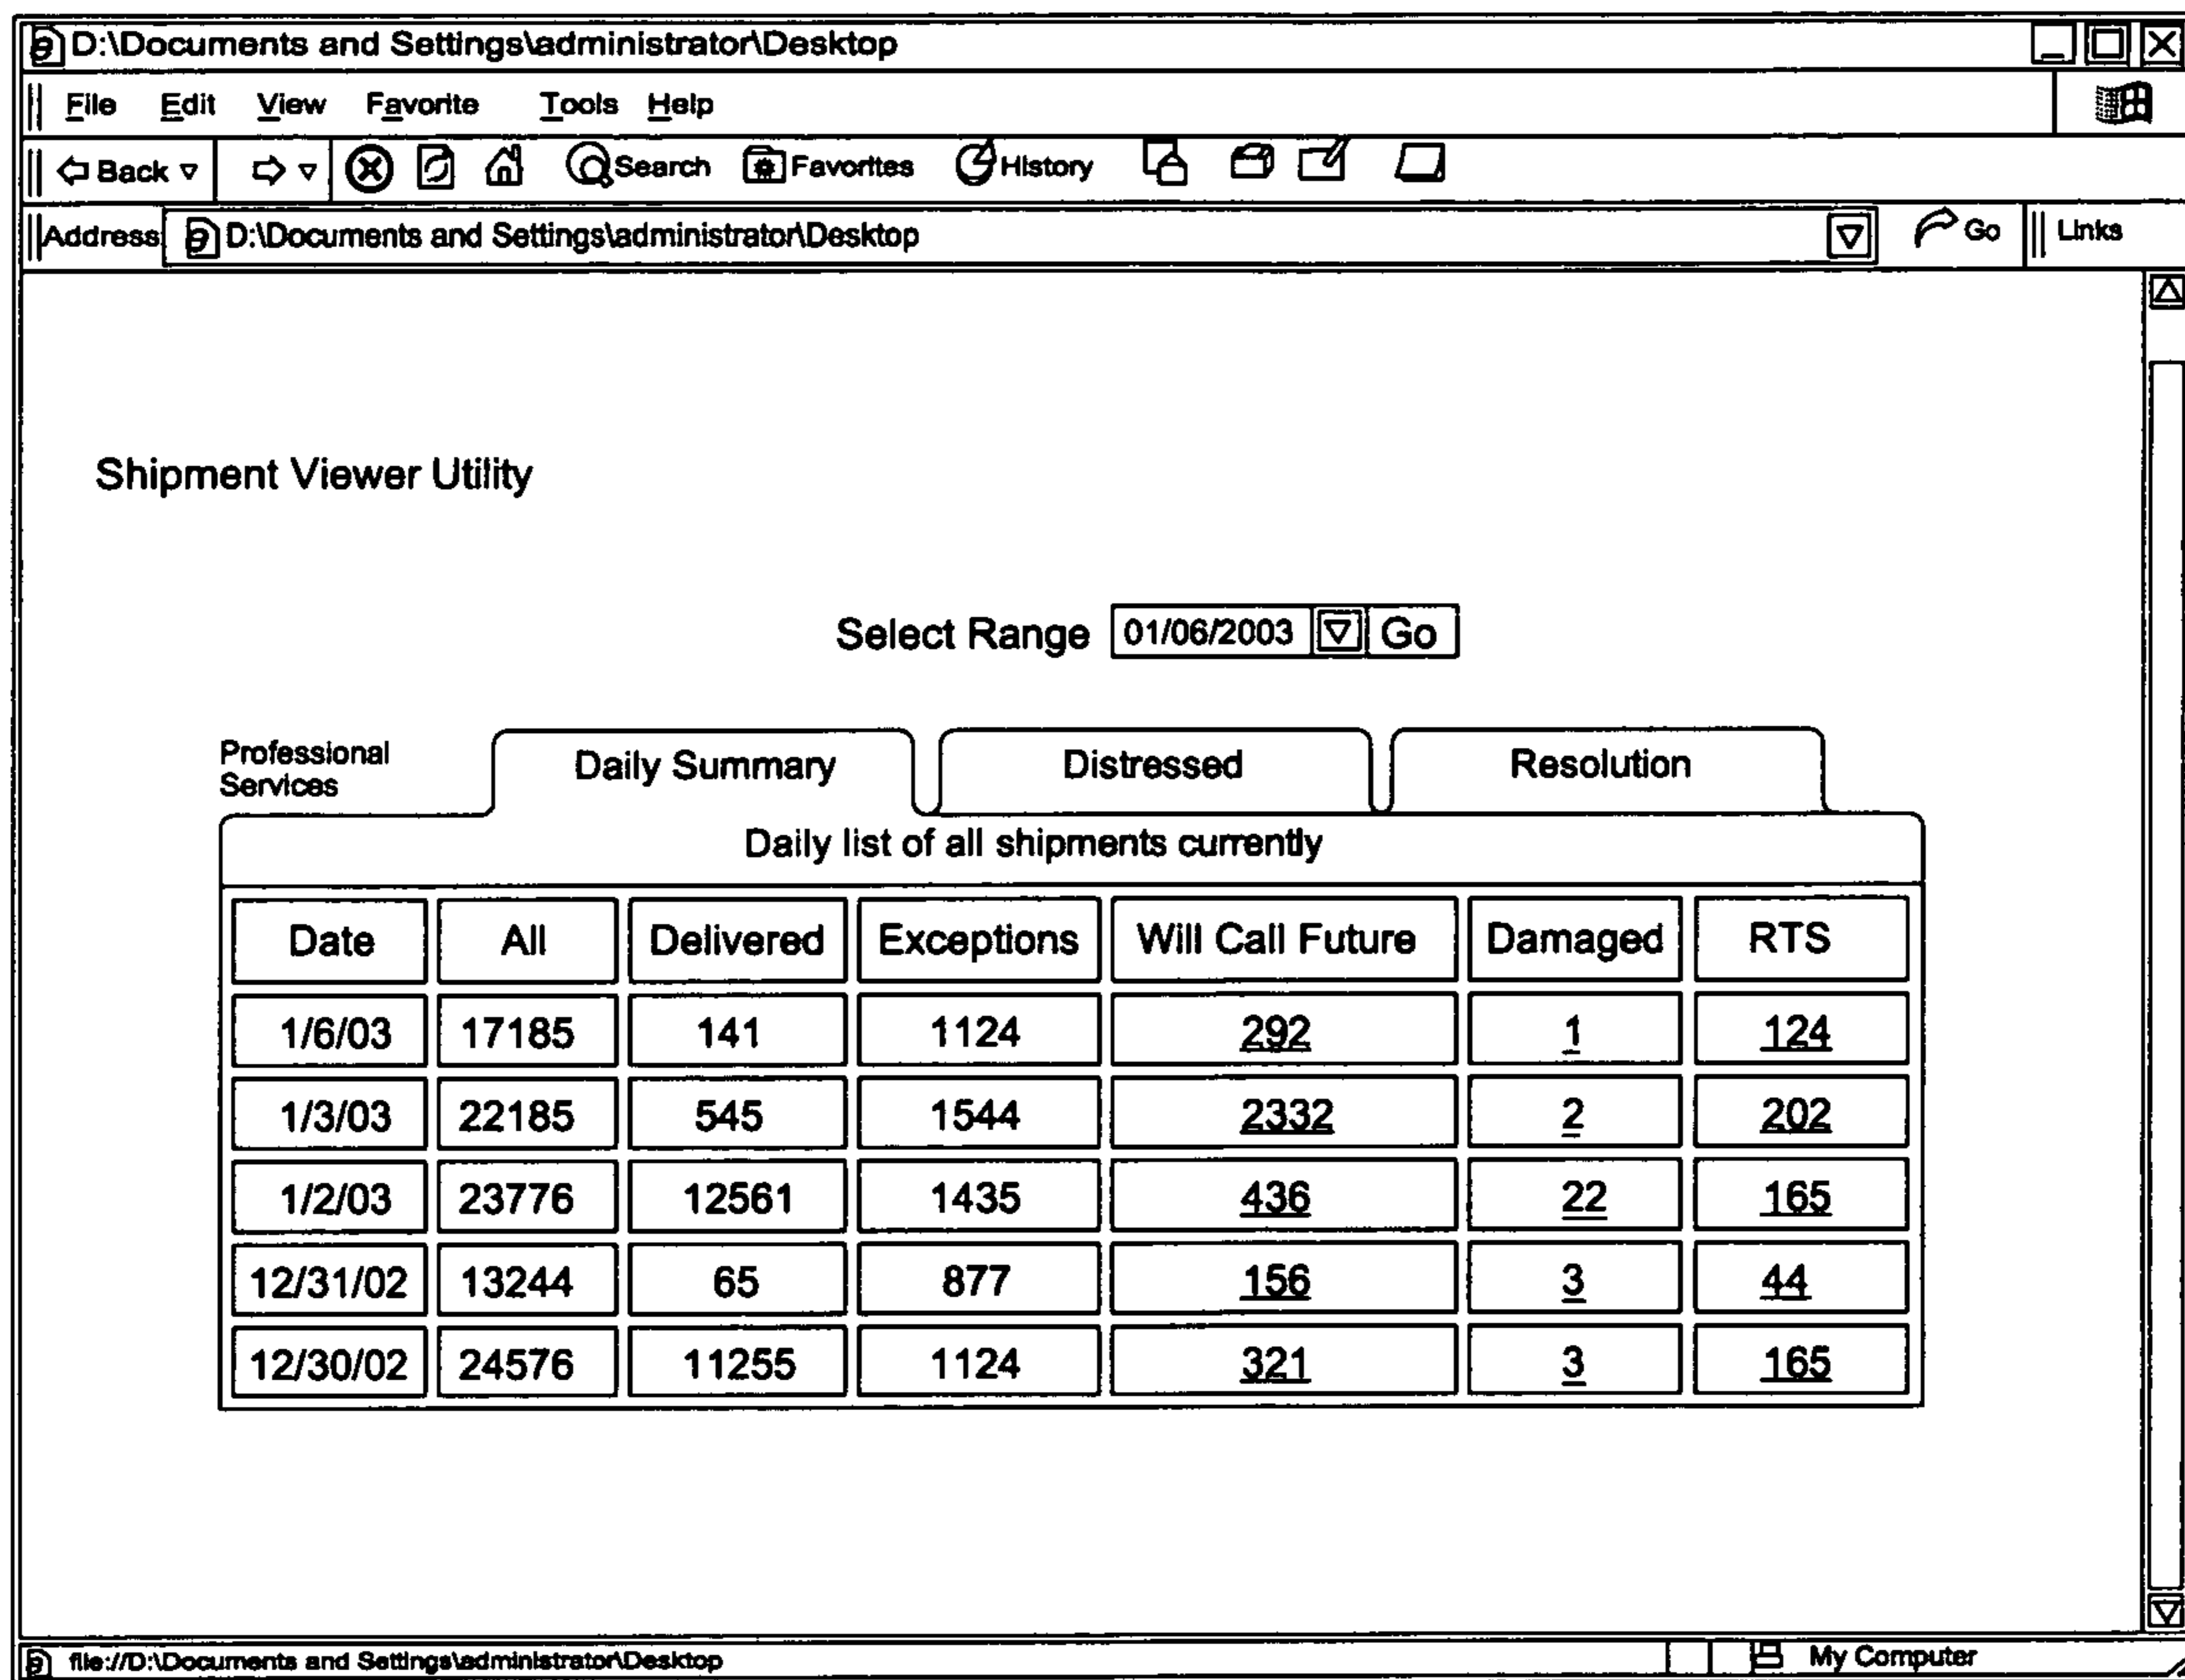 D:\Documents and Settings\administrator\Desktop
File Edit View Favorite Tools Help
Back Search Favorites History
Address D:\Documents and Settings\administrator\Desktop Go Links
Shipment Viewer Utility
Select Range 01/06/2003 Go
Professional
Services
Daily Summary Distressed Resolution
Daily list of all shipments currently
Date All Delivered Exceptions Will Call Future Damaged RTS
1/6/03 17185 141 1124 292 1 124
1/3/03 22185 545 1544 2332 2 202
1/2/03 23776 12561 1435 436 22 165
12/31/02 13244 65 877 156 3 44
12/30/02 24576 11255 1124 321 3 165
file://D:\Documents and Settings\administrator\Desktop My Computer